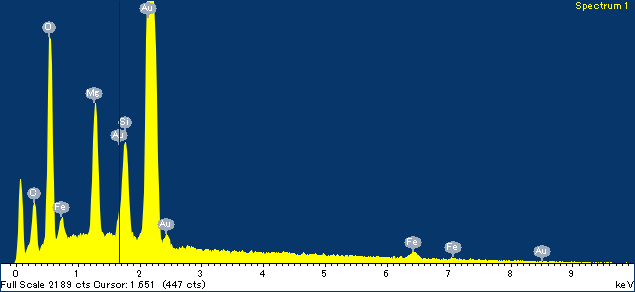 Spectrum 1
Au
O
Mg
Si
Au
C
Fe
Au
Fe
Fe
Au
0 1 2 3 4 5 6 7 8 9
Full Scale 2189 cts Cursor: 1.651 (447 cts) keV